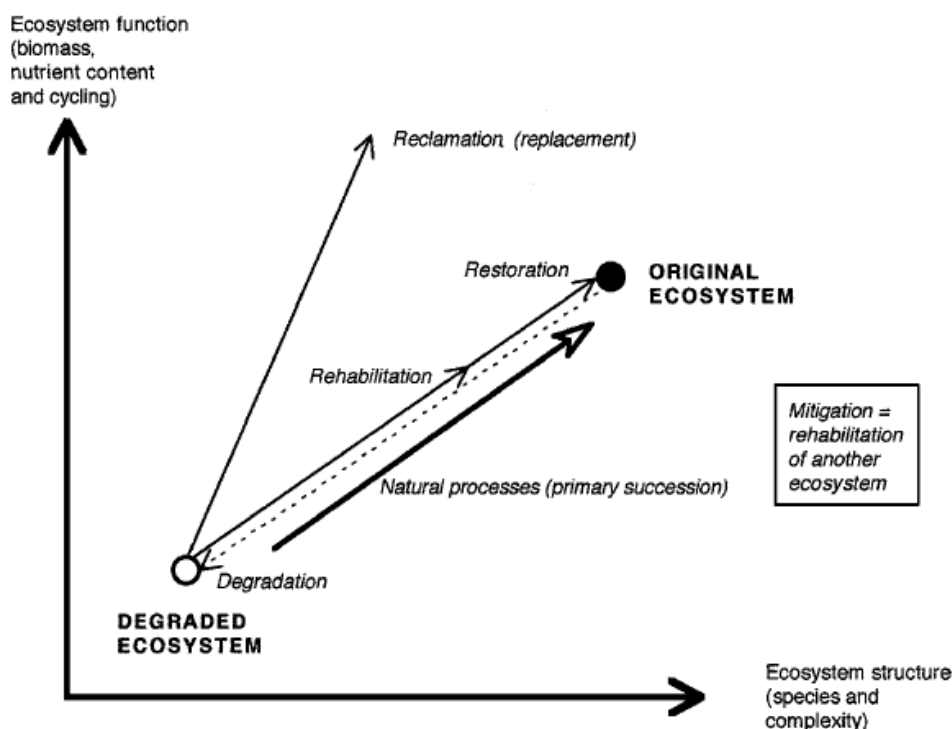 Ecosystem function
(biomass,
nutrient content
and cycling)
Reclamation, (replacement)
Restoration
ORIGINAL
ECOSYSTEM
Rehabilitation
Mitigation =
rehabilitation
of another
ecosystem
Natural processes (primary succession)
Degradation
DEGRADED
ECOSYSTEM
Ecosystem structure
(species and
complexity)